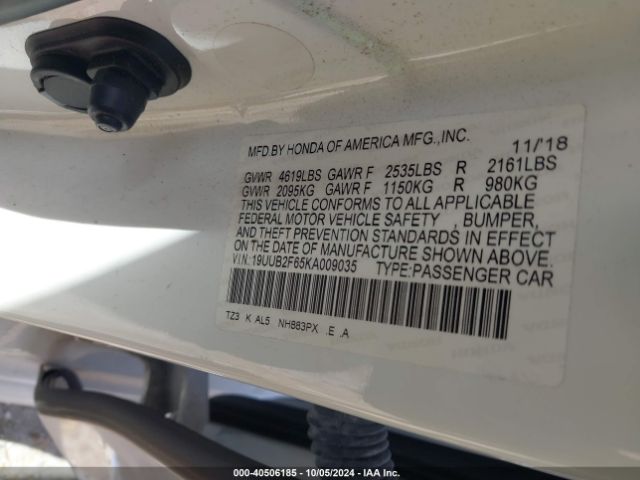 MFD.BY HONDA OF AMERICA MFG.,INC. 11/'18
GVWR 4619LBS GAWR F 2535LBS R 2161LBS
GVWR 2095KG GAWR F 1150KG R 980KG
THIS VEHICLE CONFORMS TO ALL APPLICABLE
FEDERAL MOTOR VEHICLE SAFETY , BUMPER,
AND THEFT PREVENTION STANDARDS IN EFFECT
ON THE DATE OF MANUFACTURE SHOWN ABOVE.
VIN:19UUB2F65KA009035 TYPE:PASSENGER CAR
TZ3 K AL5 NH883PX .E .A
000-40506185 - 10/05/2024 - IAA Inc.